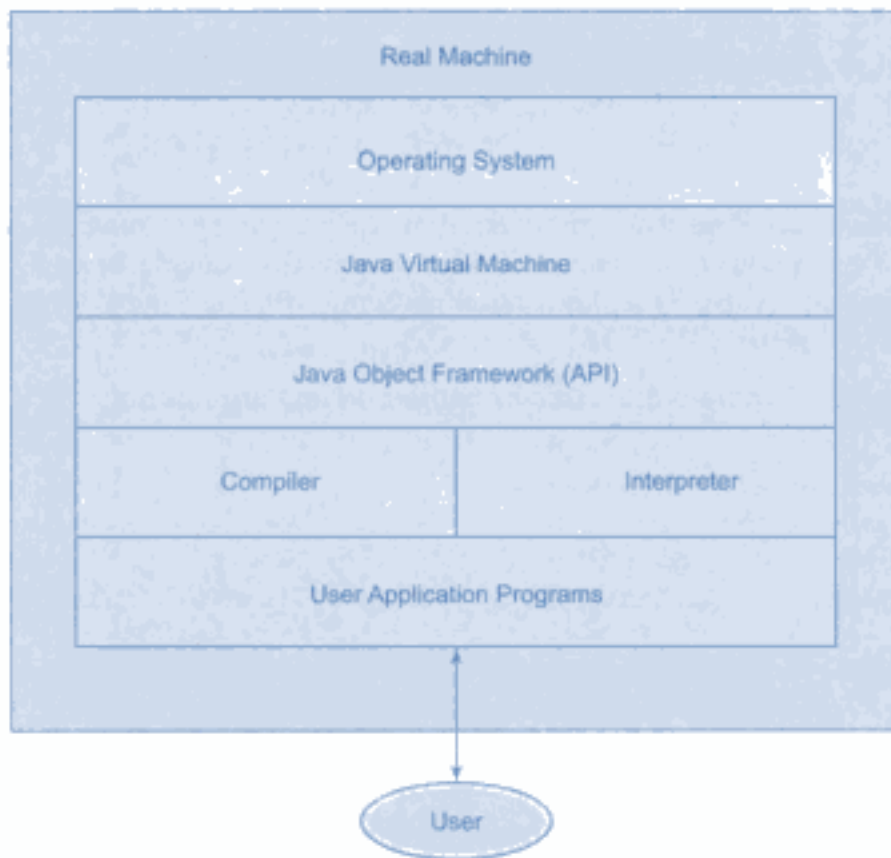 Real Machine
Operating System
Java Virtual Machine
Java Object Framework (API)
Compiler Interpreter
User Application Programs
User